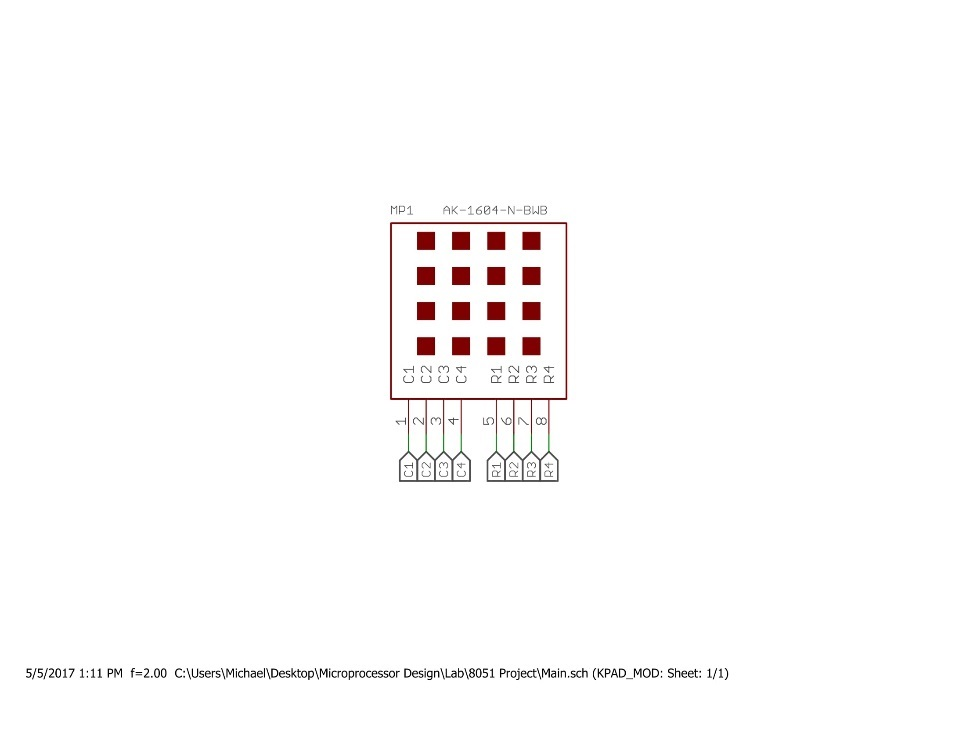 MP1 AK-1604-N-BWB
C1 C2 C3 C4 R1 R2 R3 R4
1 2 3 4 5 6 7 8
C1 C2 C3 C4 R1 R2 R3 R4
5/5/2017 1:11 PM f=2.00 C:\Users\Michael\Desktop\Microprocessor Design\Lab\8051 Project\Main.sch (KPAD_MOD: Sheet: 1/1)